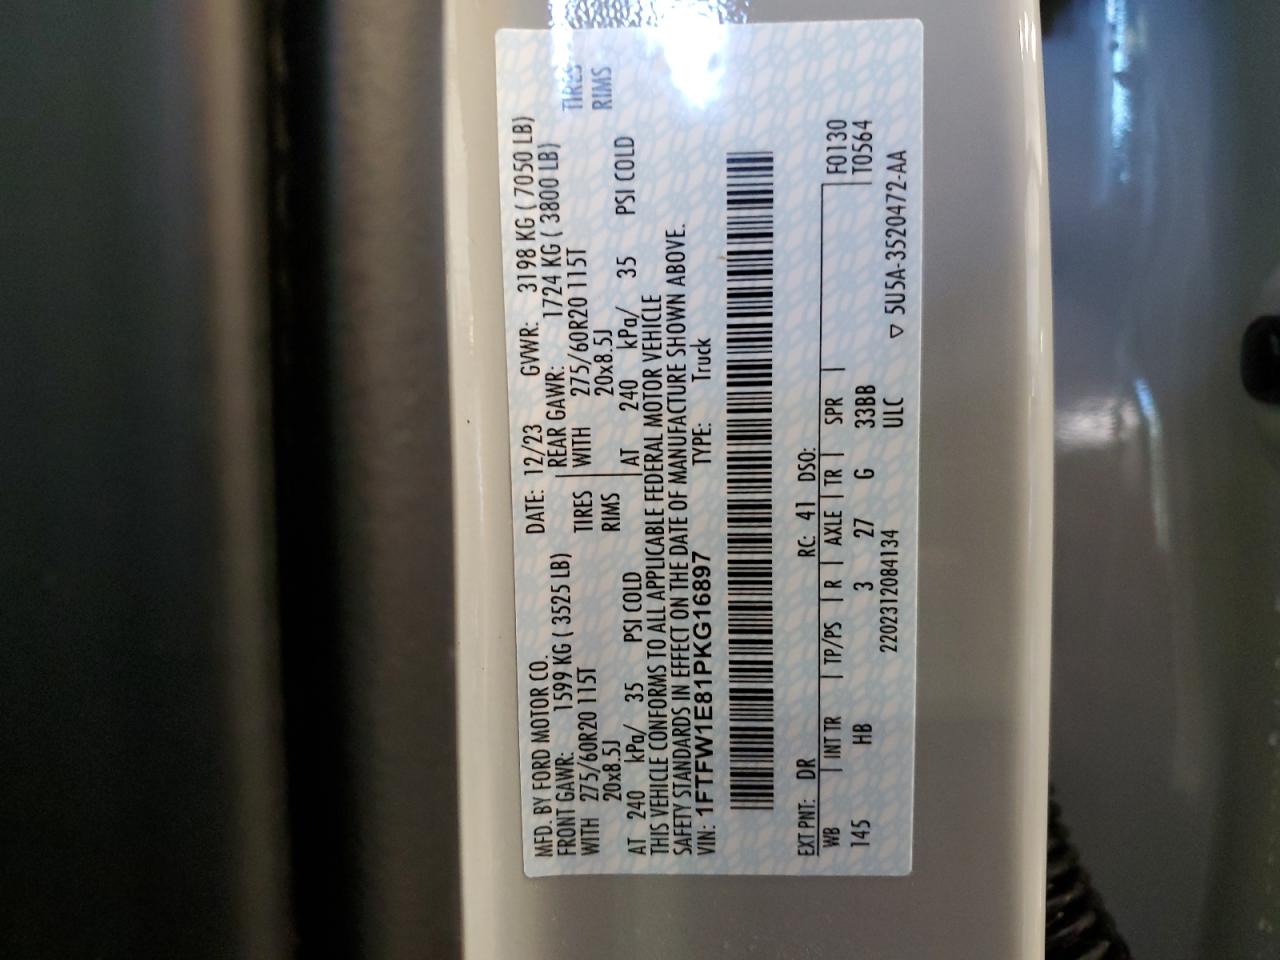 MFD. BY FORD MOTOR CO. DATE: 12/23 GVWR: 3198 KG ( 7050 LB)
FRONT GAWR: 1599 KG ( 3525 LB) REAR GAWR: 1724 KG ( 3800 LB)
WITH 275/60R20 115T TIRES WITH 275/60R20 115T TIRES
20x8.5J RIMS 20x8.5J RIMS
AT 240 kPa/ 35 PSI COLD AT 240 kPa/ 35 PSI COLD
THIS VEHICLE CONFORMS TO ALL APPLICABLE FEDERAL MOTOR VEHICLE
SAFETY STANDARDS IN EFFECT ON THE DATE OF MANUFACTURE SHOWN ABOVE.
VIN: 1FTFW1E81PKG16897 TYPE: Truck
EXT PNT: DR RC: 41 DSO: F0130
WB | INT TR | TP/PS | R | AXLE | TR | SPR | T0564
145 HB 3 27 G 33BB
2202312084134 ULC ▽ 5U5A-3520472-AA